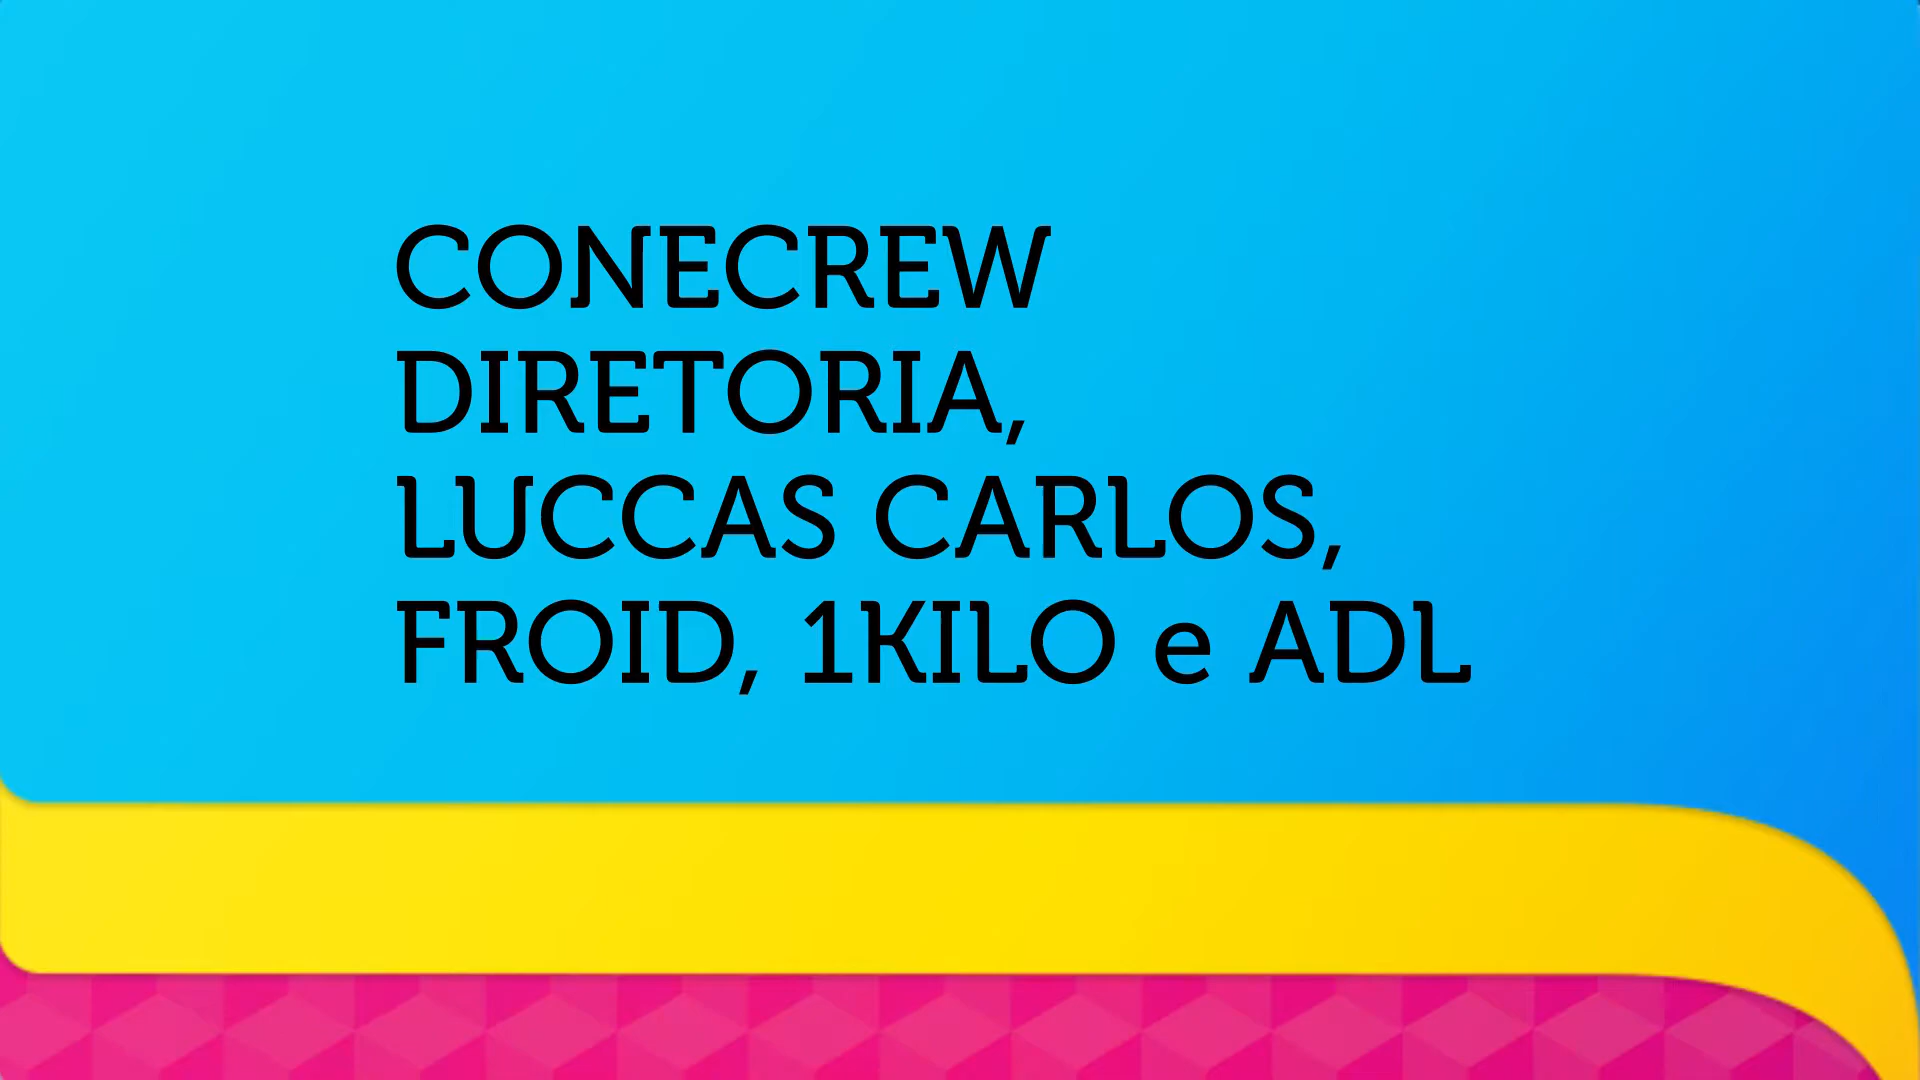 CONECREW
DIRETORIA,
LUCCAS CARLOS,
FROID, 1KILO e ADL